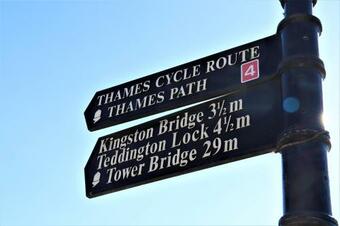 THAMES CYCLE ROUTE
THAMES PATH 4
Kingston Bridge 3½m
Teddington Lock 4½m
Tower Bridge 29m